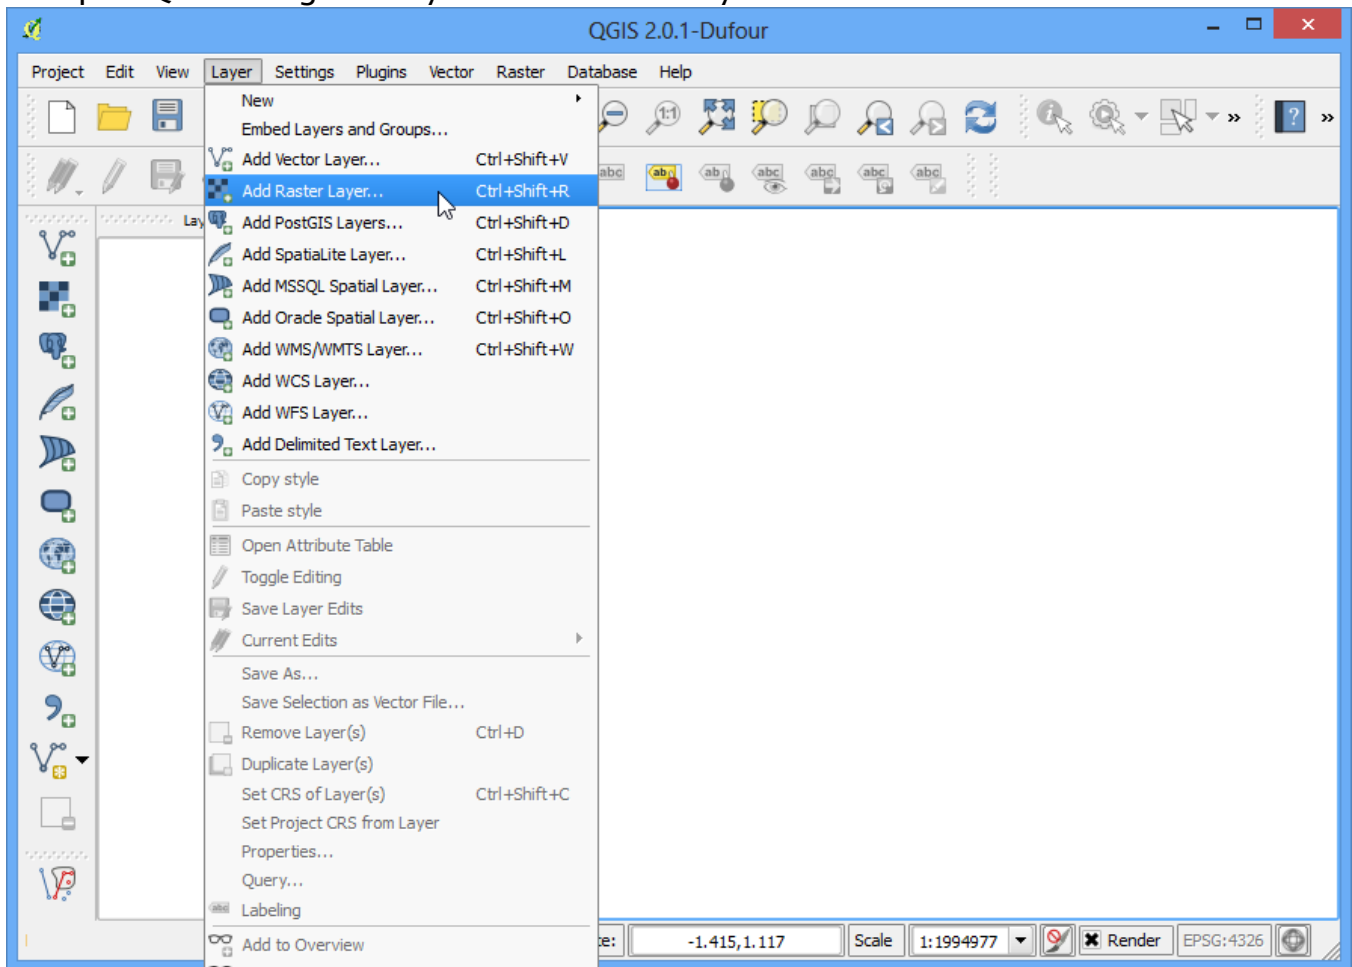 QGIS 2.0.1-Dufour
Project Edit View Layer Settings Plugins Vector Raster Database Help
New
Embed Layers and Groups...
Add Vector Layer... Ctrl+Shift+V
Add Raster Layer... Ctrl+Shift+R
Add PostGIS Layers... Ctrl+Shift+D
Add SpatiaLite Layer... Ctrl+Shift+L
Add MSSQL Spatial Layer... Ctrl+Shift+M
Add Oracle Spatial Layer... Ctrl+Shift+O
Add WMS/WMTS Layer... Ctrl+Shift+W
Add WCS Layer...
Add WFS Layer...
Add Delimited Text Layer...
Copy style
Paste style
Open Attribute Table
Toggle Editing
Save Layer Edits
Current Edits
Save As...
Save Selection as Vector File...
Remove Layer(s) Ctrl+D
Duplicate Layer(s)
Set CRS of Layer(s) Ctrl+Shift+C
Set Project CRS from Layer
Properties...
Query...
Labeling
Add to Overview
-1.415,1.117 Scale 1:1994977 Render EPSG:4326